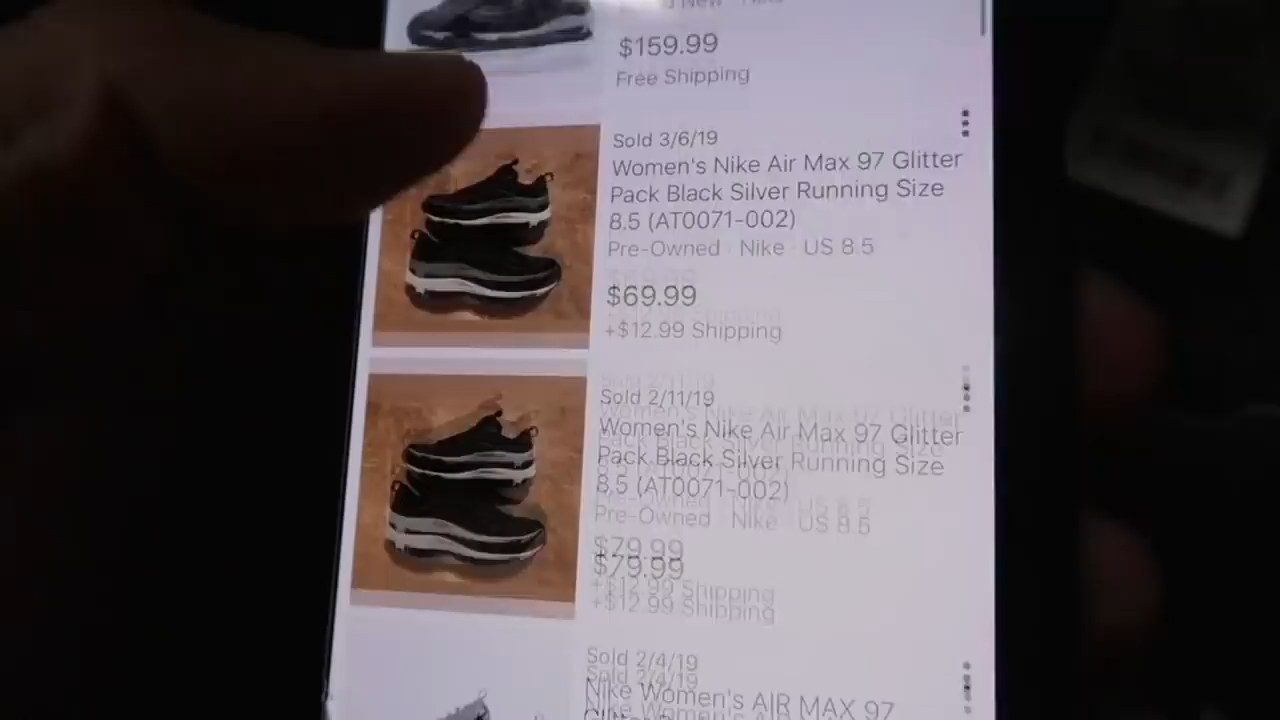 $159.99
Free Shipping
Sold 3/6/19
Women's Nike Air Max 97 Glitter
Pack Black Silver Running Size
8.5 (AT0071-002)
Pre-Owned · Nike · US 8.5
$69.99
+$12.99 Shipping
Sold 2/11/19
Women's Nike Air Max 97 Glitter
Pack Black Silver Running Size
8.5 (AT0071-002)
Pre-Owned · Nike · US 8.5
$79.99
+$12.99 Shipping
Sold 2/4/19
Nike Women's AIR MAX 97